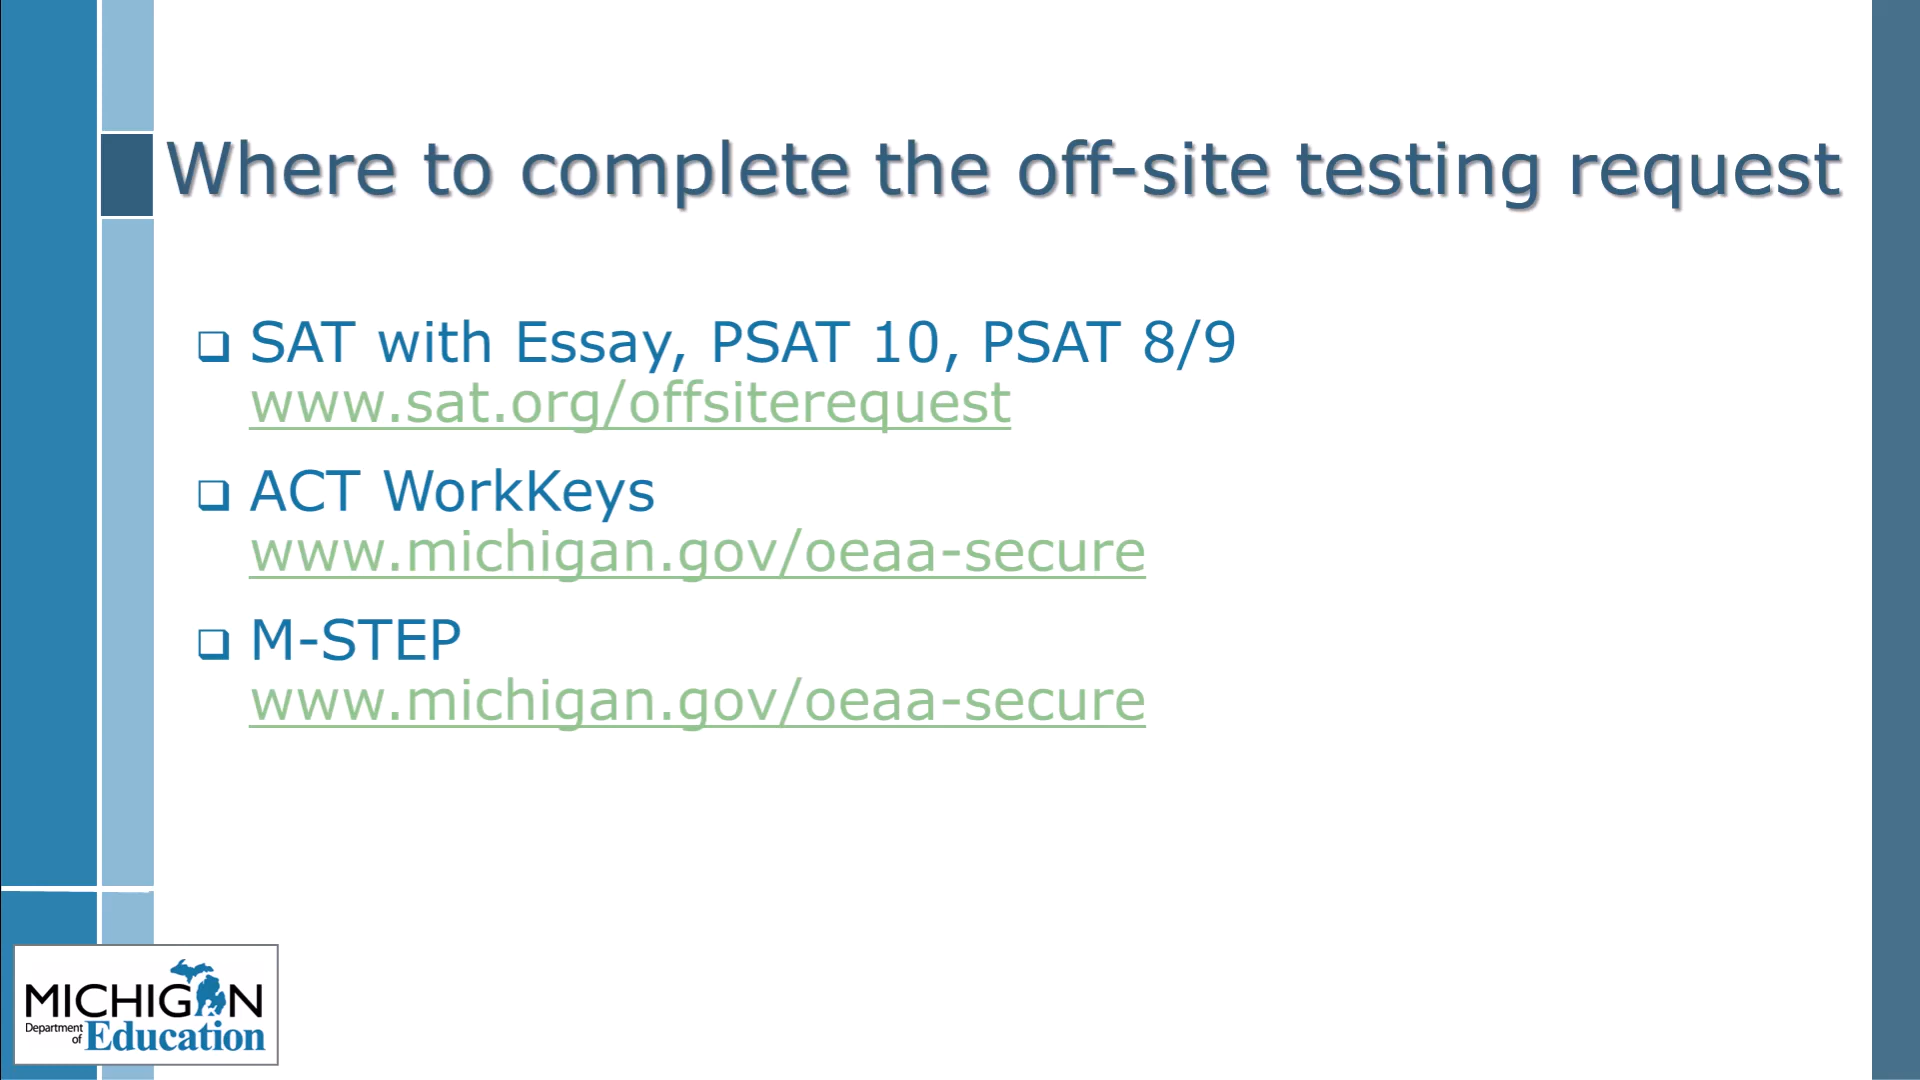 Where to complete the off-site testing request
SAT with Essay, PSAT 10, PSAT 8/9
www.sat.org/offsiterequest
ACT WorkKeys
www.michigan.gov/oeaa-secure
M-STEP
www.michigan.gov/oeaa-secure
MICHIGAN
Department
of Education